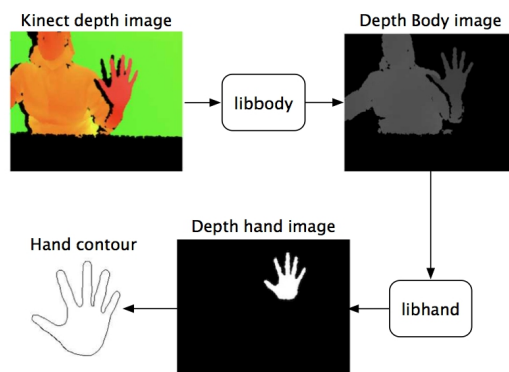 Kinect depth image
libbody
Depth Body image
libhand
Depth hand image
Hand contour